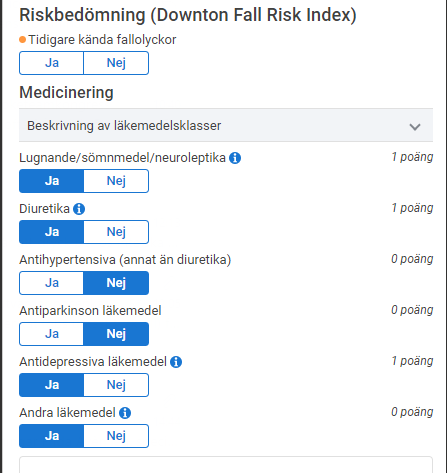 Riskbedömning (Downton Fall Risk Index)
Tidigare kända fallolyckor
Ja Nej
Medicinering
Beskrivning av läkemedelsklasser
Lugnande/sömnmedel/neuroleptika 1 poäng
Ja Nej
Diuretika 1 poäng
Ja Nej
Antihypertensiva (annat än diuretika) 0 poäng
Ja Nej
Antiparkinson läkemedel 0 poäng
Ja Nej
Antidepressiva läkemedel 1 poäng
Ja Nej
Andra läkemedel 0 poäng
Ja Nej